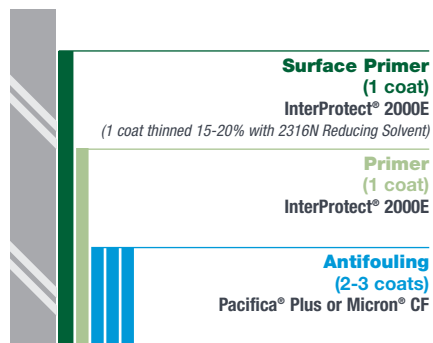 Surface Primer
(1 coat)
InterProtect® 2000E
(1 coat thinned 15-20% with 2316N Reducing Solvent)
Primer
(1 coat)
InterProtect® 2000E
Antifouling
(2-3 coats)
Pacifica® Plus or Micron® CF